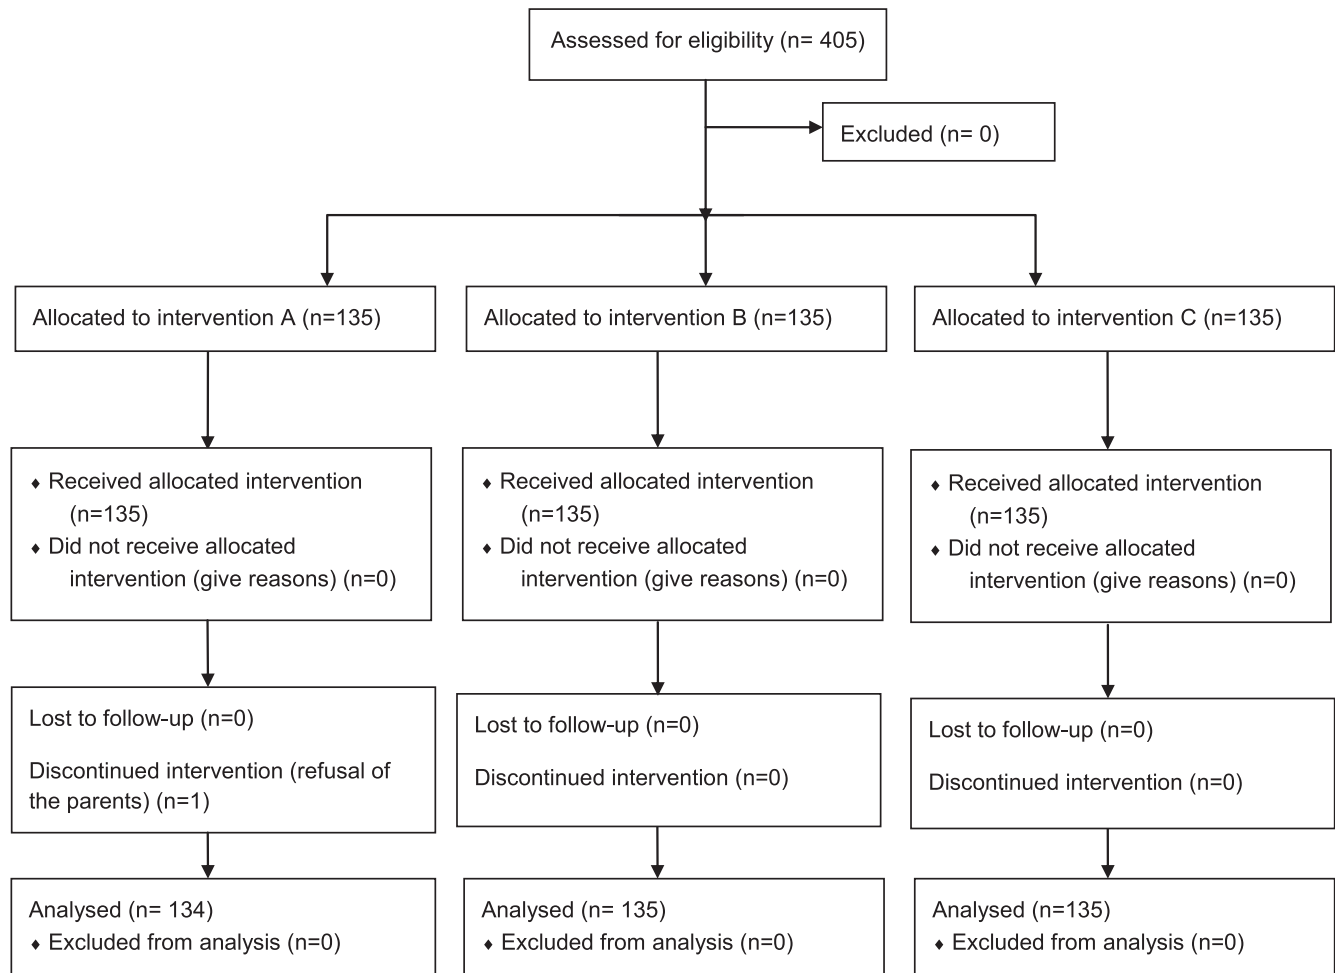 Assessed for eligibility (n= 405)
Excluded (n= 0)
Allocated to intervention A (n=135)
Allocated to intervention B (n=135)
Allocated to intervention C (n=135)
♦ Received allocated intervention
(n=135)
♦ Did not receive allocated
intervention (give reasons) (n=0)
♦ Received allocated intervention
(n=135)
♦ Did not receive allocated
intervention (give reasons) (n=0)
♦ Received allocated intervention
(n=135)
♦ Did not receive allocated
intervention (give reasons) (n=0)
Lost to follow-up (n=0)
Discontinued intervention (refusal of
the parents) (n=1)
Lost to follow-up (n=0)
Discontinued intervention (n=0)
Lost to follow-up (n=0)
Discontinued intervention (n=0)
Analysed (n= 134)
♦ Excluded from analysis (n=0)
Analysed (n= 135)
♦ Excluded from analysis (n=0)
Analysed (n=135)
♦ Excluded from analysis (n=0)